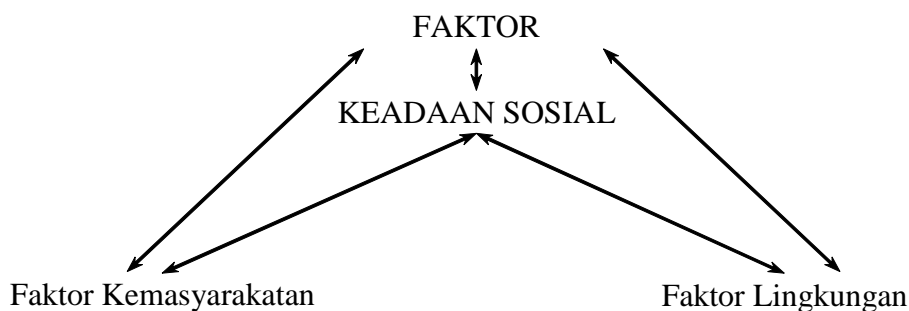 FAKTOR
KEADAAN SOSIAL
Faktor Kemasyarakatan
Faktor Lingkungan